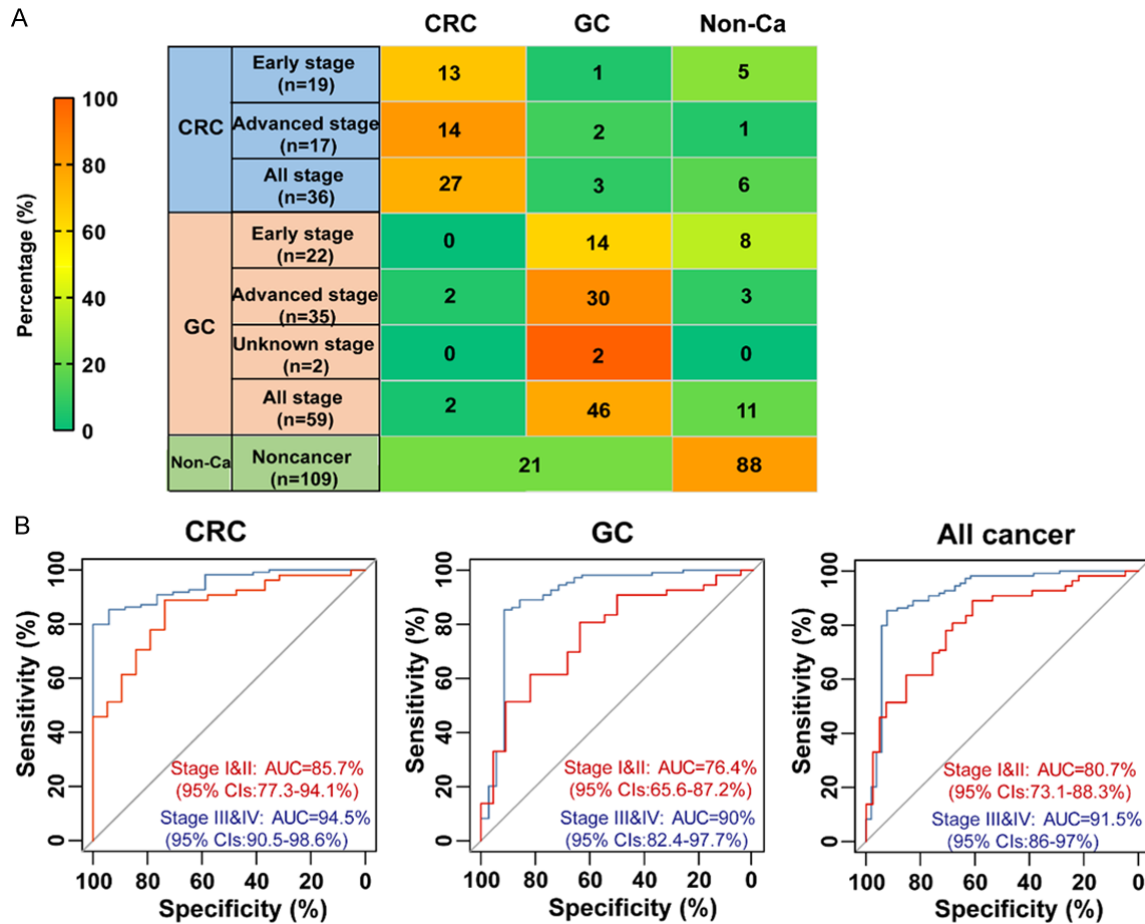 A
CRC GC Non-Ca
Percentage (%)
100
80
60
40
20
0
CRC
Early stage
(n=19)
13 1 5
Advanced stage
(n=17)
14 2 1
All stage
(n=36)
27 3 6
GC
Early stage
(n=22)
0 14 8
Advanced stage
(n=35)
2 30 3
Unknown stage
(n=2)
0 2 0
All stage
(n=59)
2 46 11
Non-Ca
Noncancer
(n=109)
21 88
B
CRC
Sensitivity (%)
100
80
60
40
20
0
Stage I&II: AUC=85.7%
(95% CIs:77.3-94.1%)
Stage III&IV: AUC=94.5%
(95% CIs:90.5-98.6%)
100 80 60 40 20 0
Specificity (%)
GC
Sensitivity (%)
100
80
60
40
20
0
Stage I&II: AUC=76.4%
(95% CIs:65.6-87.2%)
Stage III&IV: AUC=90%
(95% CIs:82.4-97.7%)
100 80 60 40 20 0
Specificity (%)
All cancer
Sensitivity (%)
100
80
60
40
20
0
Stage I&II: AUC=80.7%
(95% CIs:73.1-88.3%)
Stage III&IV: AUC=91.5%
(95% CIs:86-97%)
100 80 60 40 20 0
Specificity (%)